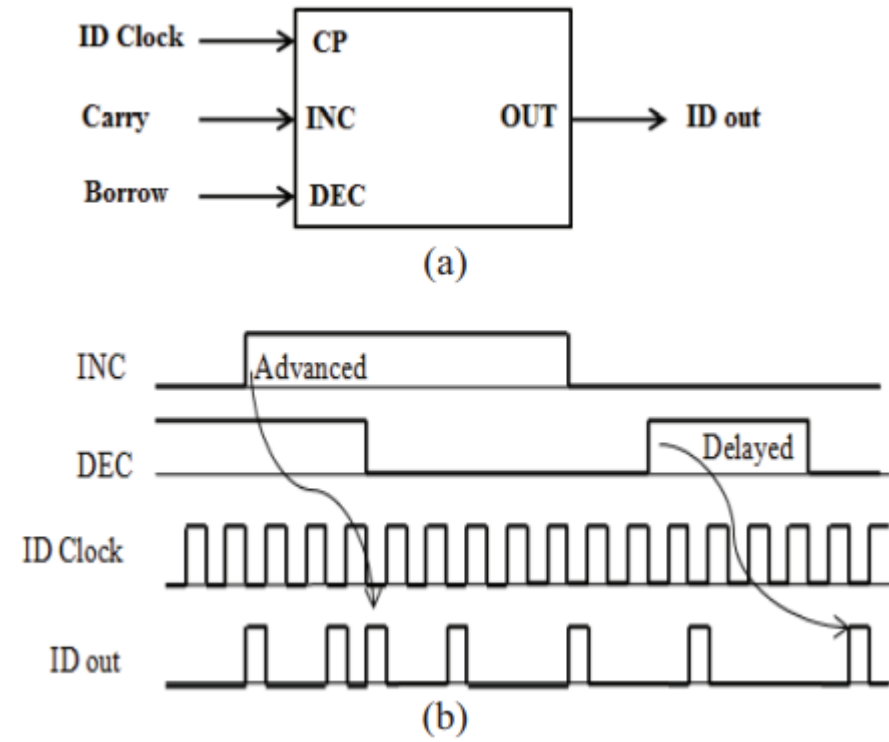 ID Clock CP
Carry INC OUT ID out
Borrow DEC
(a)
INC Advanced
DEC Delayed
ID Clock
ID out
(b)